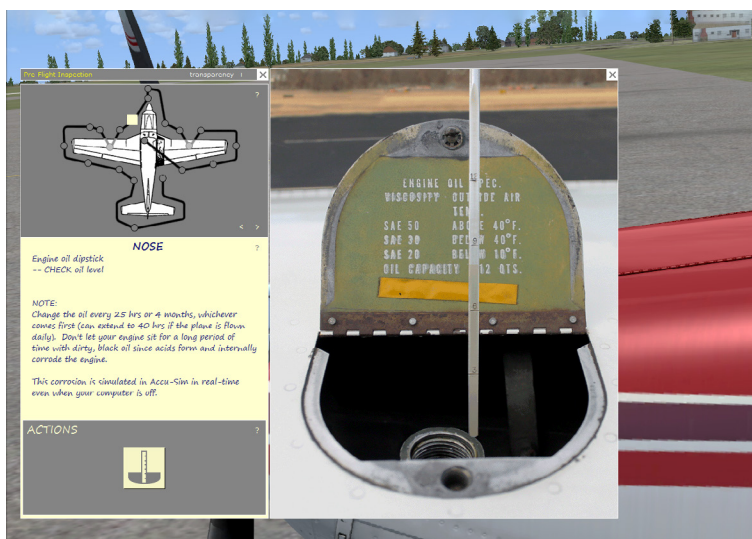 Pre Flight Inspection
transparency 1
?
< >
NOSE
?
Engine oil dipstick
-- CHECK oil level
NOTE:
Change the oil every 25 hrs or 4 months, whichever
comes first (can extend to 40 hrs if the plane is flown
daily). Don't let your engine sit for a long period of
time with dirty, black oil since acids form and internally
corrode the engine.
This corrosion is simulated in Accu-Sim in real-time
even when your computer is off.
ACTIONS
?
ENGINE OIL SPEC.
VISCOSITY OUTSIDE AIR
TEMP.
SAE 50 ABOVE 40°F.
SAE 30 BELOW 40°F.
SAE 20 BELOW 10°F.
OIL CAPACITY 12 QTS.